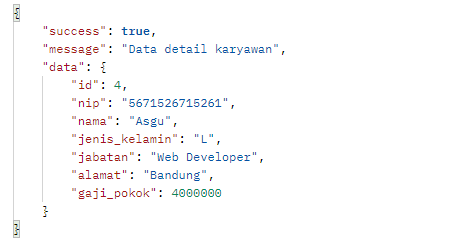 {
"success": true,
"message": "Data detail karyawan",
"data": {
"id": 4,
"nip": "5671526715261",
"nama": "Asgu",
"jenis_kelamin": "L",
"jabatan": "Web Developer",
"alamat": "Bandung",
"gaji_pokok": 4000000
}
}